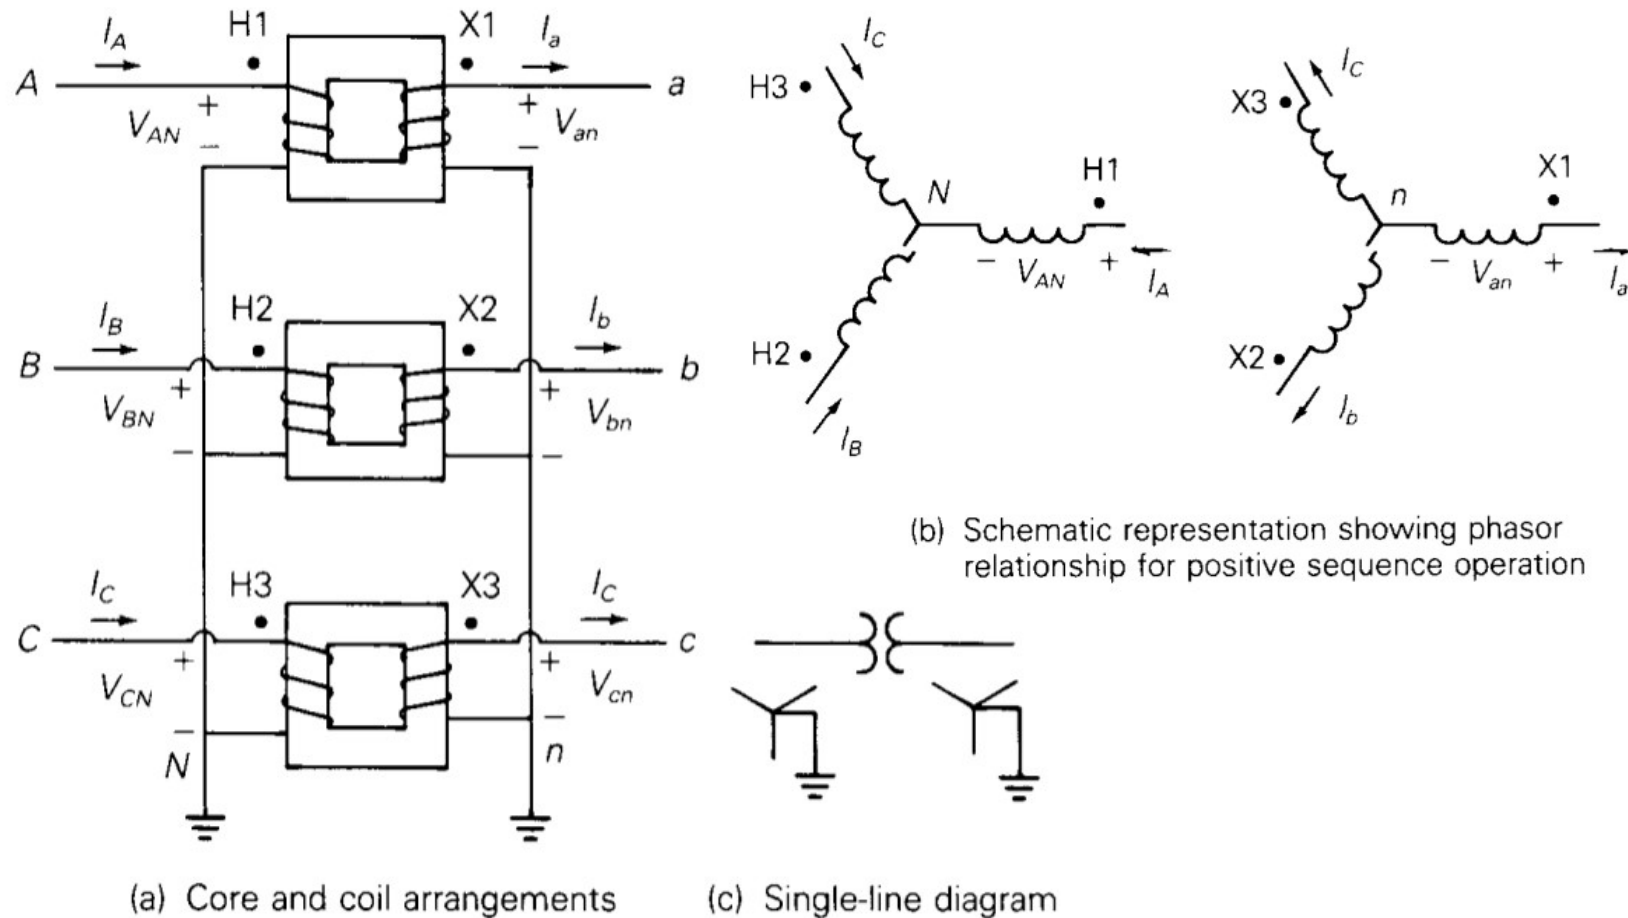 I_A
H1
X1
I_a
A
a
+
+
V_AN
V_an
−
−
I_B
H2
X2
I_b
B
b
+
+
V_BN
V_bn
−
−
I_C
H3
X3
I_C
C
c
+
+
V_CN
V_cn
−
−
N
n
(a) Core and coil arrangements
I_C
H3
N
H1
−
V_AN
+
I_A
H2
I_B
I_C
X3
n
X1
−
V_an
+
I_a
X2
I_b
(b) Schematic representation showing phasor
relationship for positive sequence operation
(c) Single-line diagram